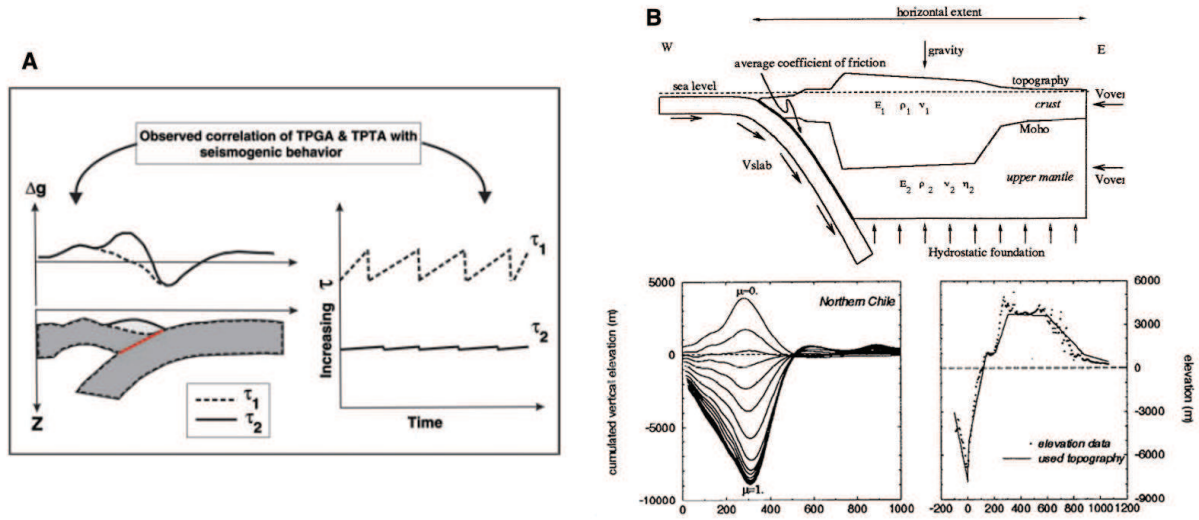 A
Observed correlation of TPGA & TPTA with
seismogenic behavior
Δg
Z
τ1
τ2
Increasing τ
τ1
τ2
Time
B
horizontal extent
W
E
gravity
average coefficient of friction
topography
sea level
Vover
E1 ρ1 ν1
crust
Moho
Vslab
E2 ρ2 ν2 η2
upper mantle
Vover
Hydrostatic foundation
cumulated vertical elevation (m)
5000
0
-5000
-10000
μ=0.
Northern Chile
μ=1.
0 200 400 600 800 1000
elevation data
used topography
6000
3000
0
-3000
-6000
-9000
elevation (m)
-200 0 200 400 600 800 1000 1200